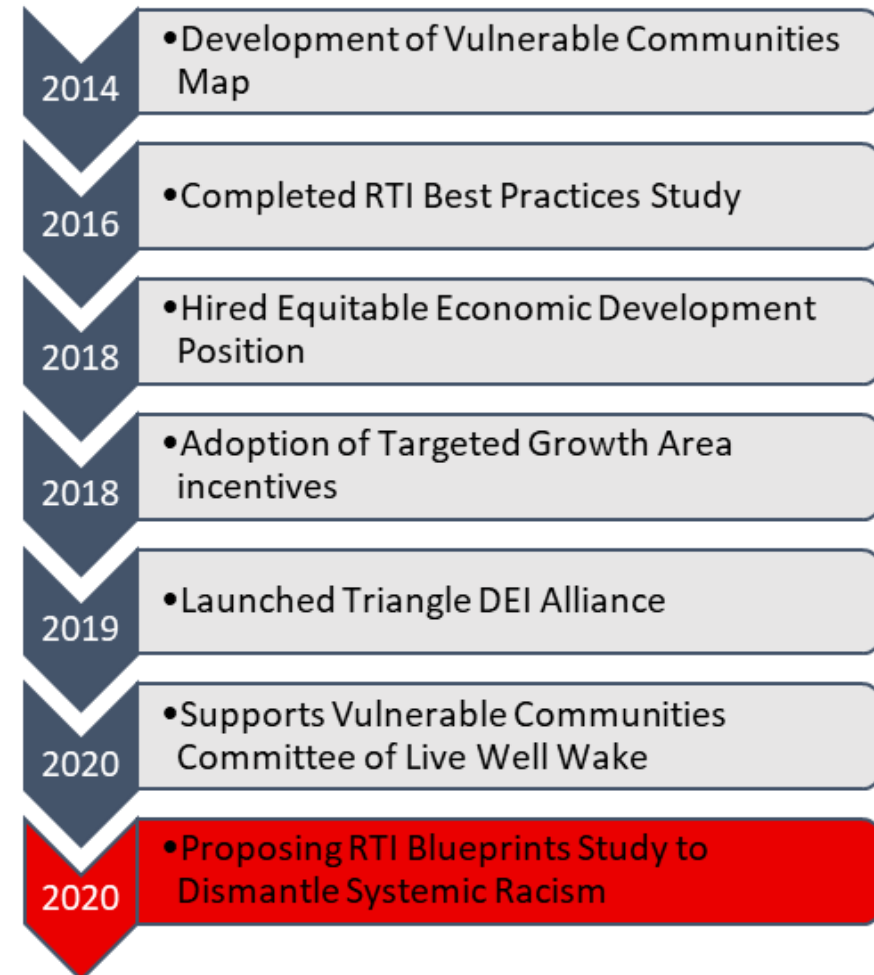 2014
•Development of Vulnerable Communities
Map
2016
•Completed RTI Best Practices Study
2018
•Hired Equitable Economic Development
Position
2018
•Adoption of Targeted Growth Area
incentives
2019
•Launched Triangle DEI Alliance
2020
•Supports Vulnerable Communities
Committee of Live Well Wake
2020
•Proposing RTI Blueprints Study to
Dismantle Systemic Racism